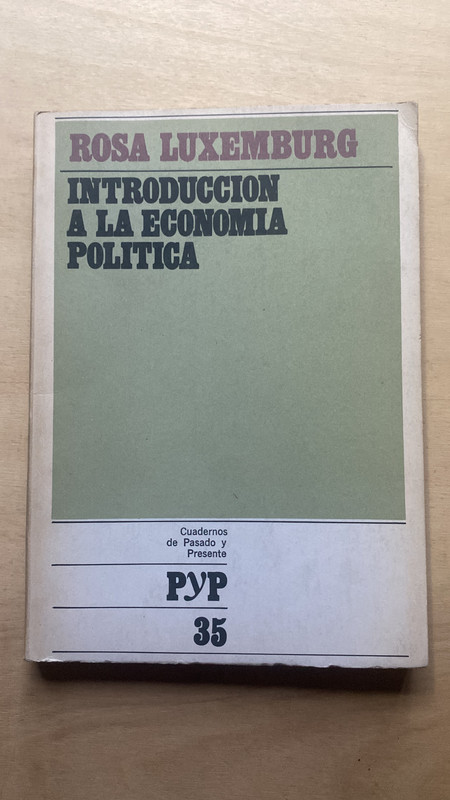 ROSA LUXEMBURG
INTRODUCCION
A LA ECONOMIA
POLITICA
Cuadernos
de Pasado y
Presente
PyP
35